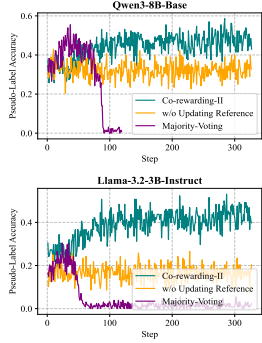 Qwen3-8B-Base
Pseudo-Label Accuracy
0.6
0.4
0.2
0.0
Co-rewarding-II
w/o Updating Reference
Majority-Voting
0
100
200
300
Step
Llama-3.2-3B-Instruct
Pseudo-Label Accuracy
0.4
0.2
0.0
Co-rewarding-II
w/o Updating Reference
Majority-Voting
0
100
200
300
Step